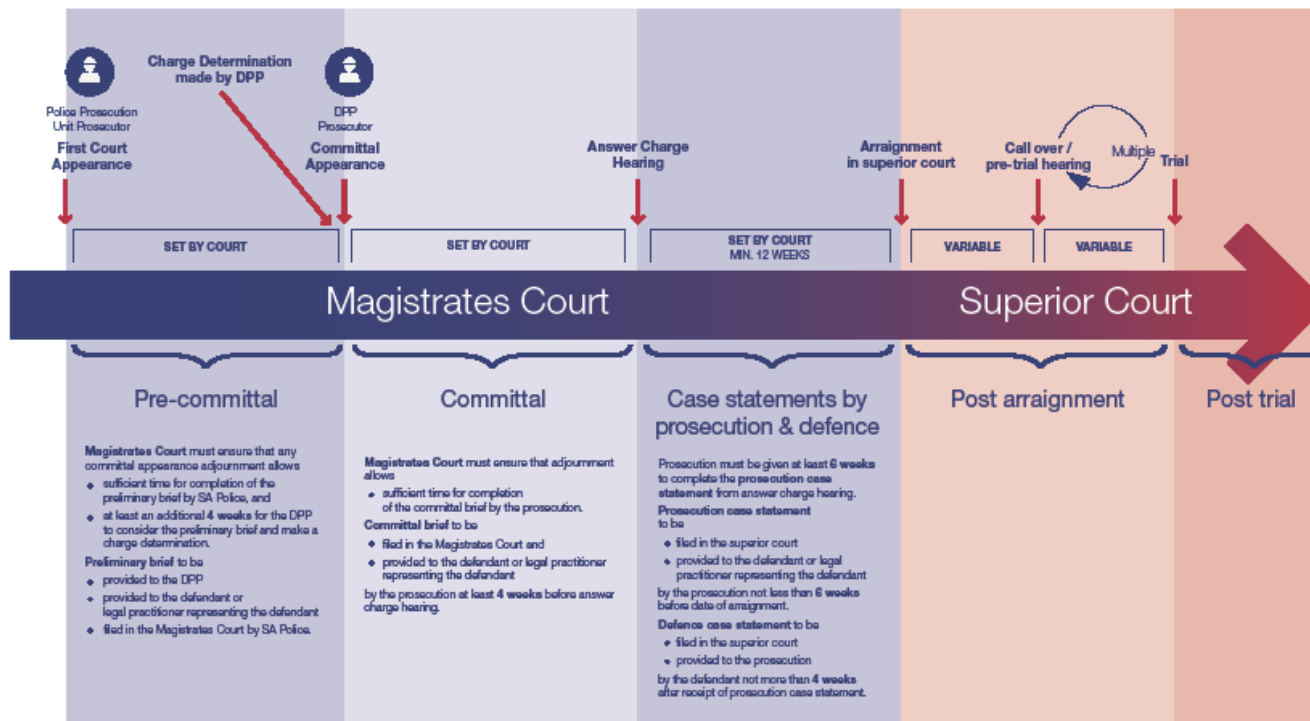 Police Prosecution
Unit Prosecutor
First Court
Appearance
Charge Determination
made by DPP
DPP
Prosecutor
Committal
Appearance
Answer Charge
Hearing
Arraignment
in superior court
Call over /
pre-trial hearing
Multiple
Trial
SET BY COURT
SET BY COURT
SET BY COURT
MIN. 12 WEEKS
VARIABLE
VARIABLE
Magistrates Court
Superior Court
Pre-committal
Magistrates Court must ensure that any
committal appearance adjournment allows
• sufficient time for completion of the
preliminary brief by SA Police, and
• at least an additional 4 weeks for the DPP
to consider the preliminary brief and make a
charge determination.
Preliminary brief to be
• provided to the DPP
• provided to the defendant or
legal practitioner representing the defendant
• filed in the Magistrates Court by SA Police.
Committal
Magistrates Court must ensure that adjournment
allows
• sufficient time for completion
of the committal brief by the prosecution.
Committal brief to be
• filed in the Magistrates Court and
• provided to the defendant or legal practitioner
representing the defendant
by the prosecution at least 4 weeks before answer
charge hearing.
Case statements by
prosecution & defence
Prosecution must be given at least 6 weeks
to complete the prosecution case
statement from answer charge hearing.
Prosecution case statement
to be
• filed in the superior court
• provided to the defendant or legal
practitioner representing the defendant
by the prosecution not less than 6 weeks
before date of arraignment.
Defence case statement to be
• filed in the superior court
• provided to the prosecution
by the defendant not more than 4 weeks
after receipt of prosecution case statement.
Post arraignment
Post trial